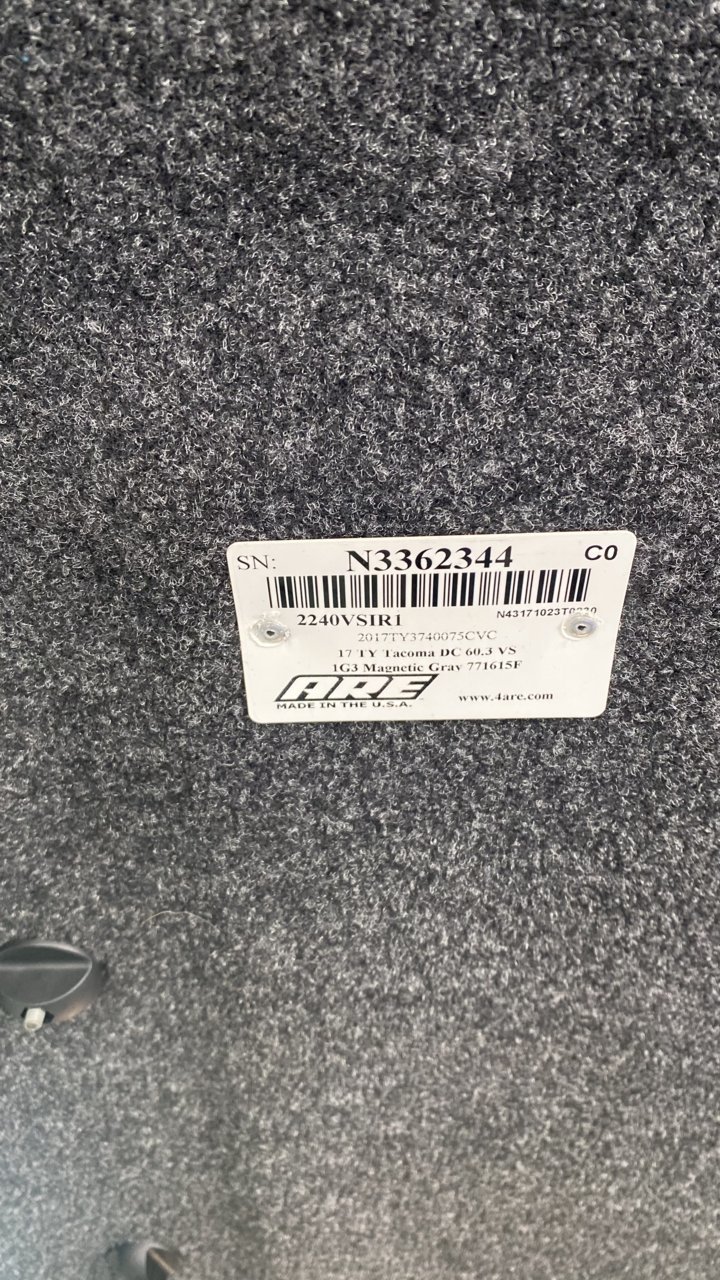 SN: N3362344 C0
2240VSIR1
2017TY3740075CVC
17 TY Tacoma DC 60.3 VS
1G3 Magnetic Gray 771615F
ARE
MADE IN THE U.S.A.
www.4are.com